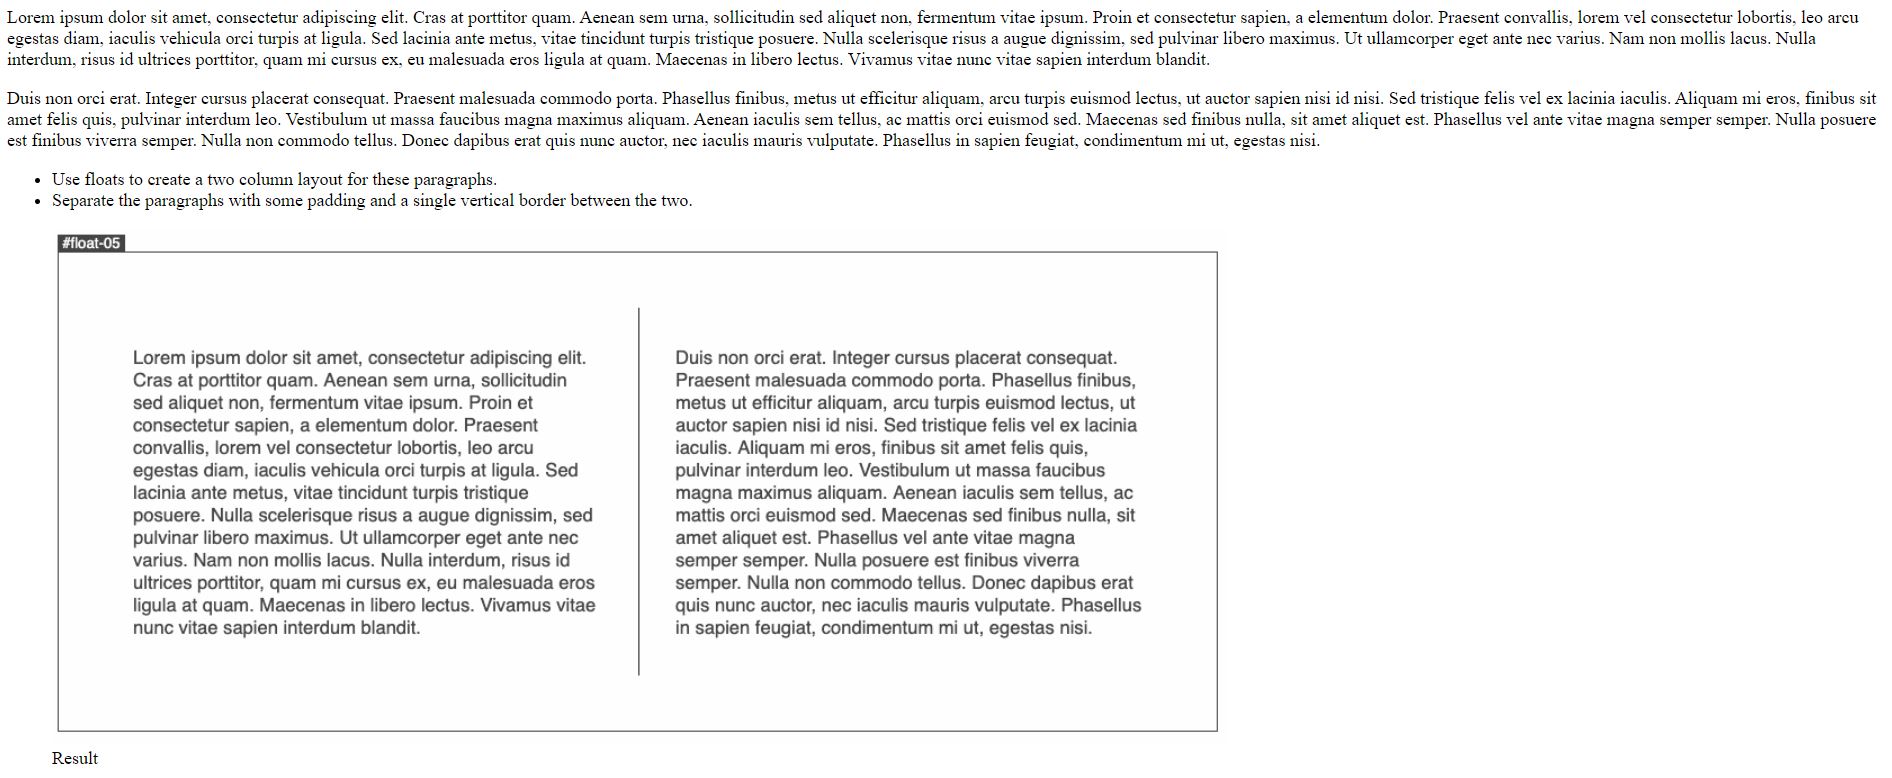 Lorem ipsum dolor sit amet, consectetur adipiscing elit. Cras at porttitor quam. Aenean sem urna, sollicitudin sed aliquet non, fermentum vitae ipsum. Proin et consectetur sapien, a elementum dolor. Praesent convallis, lorem vel consectetur lobortis, leo arcu
egestas diam, iaculis vehicula orci turpis at ligula. Sed lacinia ante metus, vitae tincidunt turpis tristique posuere. Nulla scelerisque risus a augue dignissim, sed pulvinar libero maximus. Ut ullamcorper eget ante nec varius. Nam non mollis lacus. Nulla
interdum, risus id ultrices porttitor, quam mi cursus ex, eu malesuada eros ligula at quam. Maecenas in libero lectus. Vivamus vitae nunc vitae sapien interdum blandit.
Duis non orci erat. Integer cursus placerat consequat. Praesent malesuada commodo porta. Phasellus finibus, metus ut efficitur aliquam, arcu turpis euismod lectus, ut auctor sapien nisi id nisi. Sed tristique felis vel ex lacinia iaculis. Aliquam mi eros, finibus sit
amet felis quis, pulvinar interdum leo. Vestibulum ut massa faucibus magna maximus aliquam. Aenean iaculis sem tellus, ac mattis orci euismod sed. Maecenas sed finibus nulla, sit amet aliquet est. Phasellus vel ante vitae magna semper semper. Nulla posuere
est finibus viverra semper. Nulla non commodo tellus. Donec dapibus erat quis nunc auctor, nec iaculis mauris vulputate. Phasellus in sapien feugiat, condimentum mi ut, egestas nisi.
• Use floats to create a two column layout for these paragraphs.
• Separate the paragraphs with some padding and a single vertical border between the two.
#float-05
Lorem ipsum dolor sit amet, consectetur adipiscing elit.
Cras at porttitor quam. Aenean sem urna, sollicitudin
sed aliquet non, fermentum vitae ipsum. Proin et
consectetur sapien, a elementum dolor. Praesent
convallis, lorem vel consectetur lobortis, leo arcu
egestas diam, iaculis vehicula orci turpis at ligula. Sed
lacinia ante metus, vitae tincidunt turpis tristique
posuere. Nulla scelerisque risus a augue dignissim, sed
pulvinar libero maximus. Ut ullamcorper eget ante nec
varius. Nam non mollis lacus. Nulla interdum, risus id
ultrices porttitor, quam mi cursus ex, eu malesuada eros
ligula at quam. Maecenas in libero lectus. Vivamus vitae
nunc vitae sapien interdum blandit.
Duis non orci erat. Integer cursus placerat consequat.
Praesent malesuada commodo porta. Phasellus finibus,
metus ut efficitur aliquam, arcu turpis euismod lectus, ut
auctor sapien nisi id nisi. Sed tristique felis vel ex lacinia
iaculis. Aliquam mi eros, finibus sit amet felis quis,
pulvinar interdum leo. Vestibulum ut massa faucibus
magna maximus aliquam. Aenean iaculis sem tellus, ac
mattis orci euismod sed. Maecenas sed finibus nulla, sit
amet aliquet est. Phasellus vel ante vitae magna
semper semper. Nulla posuere est finibus viverra
semper. Nulla non commodo tellus. Donec dapibus erat
quis nunc auctor, nec iaculis mauris vulputate. Phasellus
in sapien feugiat, condimentum mi ut, egestas nisi.
Result